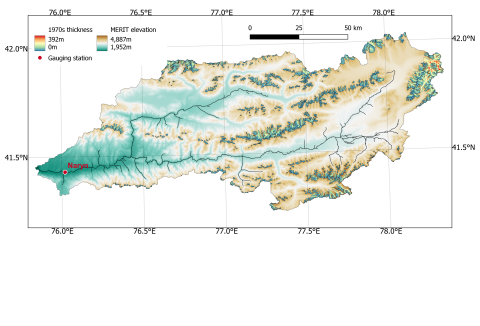 76.0°E 76.5°E 77.0°E 77.5°E 78.0°E
1970s thickness MERIT elevation
392m 4,887m
0m 1,952m
Gauging station
0 25 50 km
42.0°N 42.0°N
41.5°N 41.5°N
Naryn
76.0°E 76.5°E 77.0°E 77.5°E 78.0°E